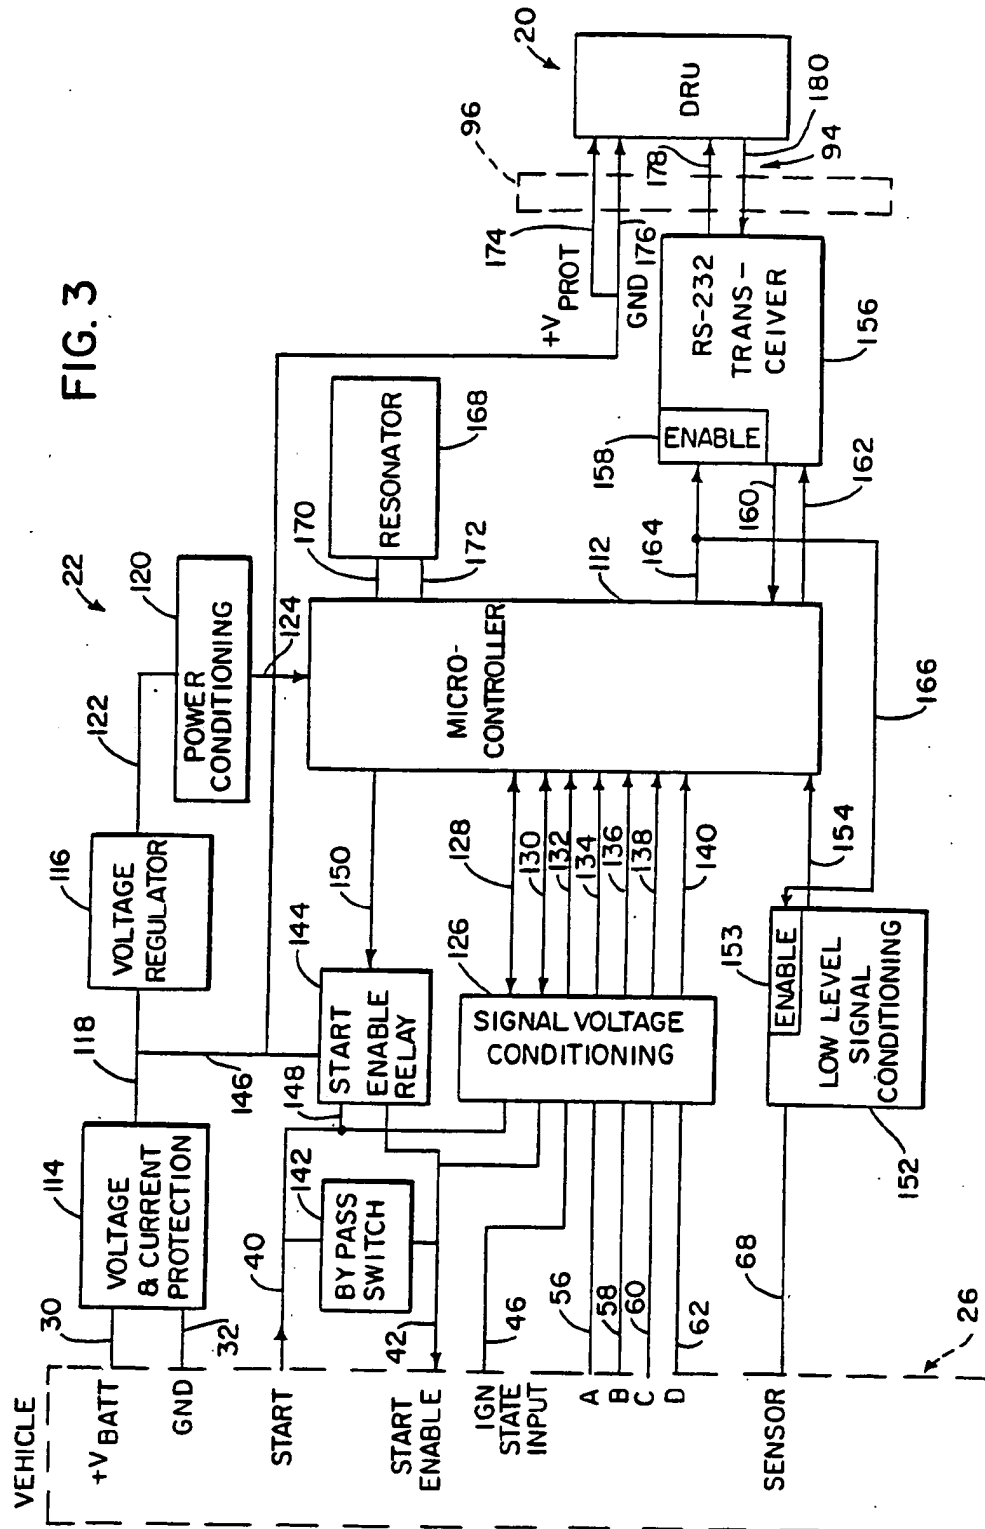 FIG. 3
VEHICLE
+V BATT
GND
START
START
ENABLE
IGN
STATE
INPUT
A
B
C
D
SENSOR
26
30
32
40
42
46
56
58
60
62
68
114
VOLTAGE
& CURRENT
PROTECTION
118
116
VOLTAGE
REGULATOR
122
120
POWER
CONDITIONING
22
124
146
142
BYPASS
SWITCH
148
144
START
ENABLE
RELAY
150
126
SIGNAL VOLTAGE
CONDITIONING
128
130
132
134
136
138
140
152
153
ENABLE
LOW LEVEL
SIGNAL
CONDITIONING
154
166
112
MICRO-
CONTROLLER
170
172
RESONATOR
168
164
160
162
158
ENABLE
RS-232
TRANS-
CEIVER
156
+V PROT
GND
174
176
178
180
96
94
20
DRU